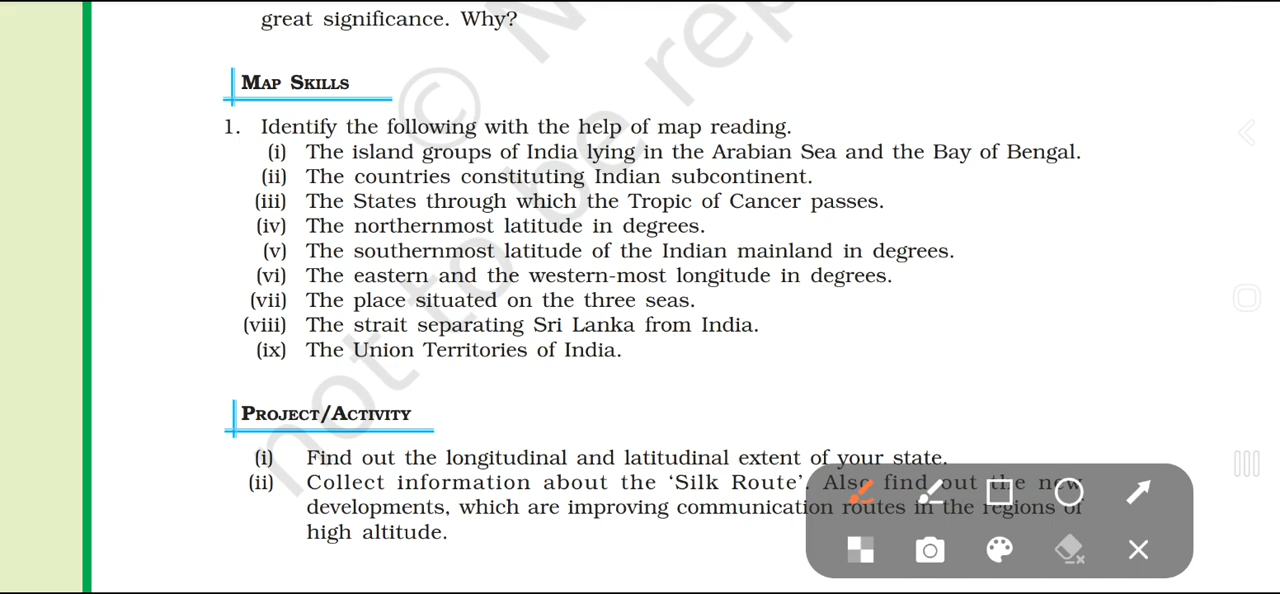 great significance. Why?
MAP SKILLS
1. Identify the following with the help of map reading.
(i) The island groups of India lying in the Arabian Sea and the Bay of Bengal.
(ii) The countries constituting Indian subcontinent.
(iii) The States through which the Tropic of Cancer passes.
(iv) The northernmost latitude in degrees.
(v) The southernmost latitude of the Indian mainland in degrees.
(vi) The eastern and the western-most longitude in degrees.
(vii) The place situated on the three seas.
(viii) The strait separating Sri Lanka from India.
(ix) The Union Territories of India.
PROJECT/ACTIVITY
(i) Find out the longitudinal and latitudinal extent of your state.
(ii) Collect information about the ‘Silk Route’. Also find out the new
developments, which are improving communication routes in the regions of
high altitude.
© N
not to be rep